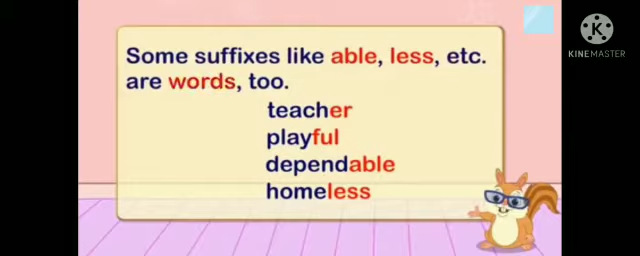 Some suffixes like able, less, etc.
are words, too.
teacher
playful
dependable
homeless
K
KINEMASTER